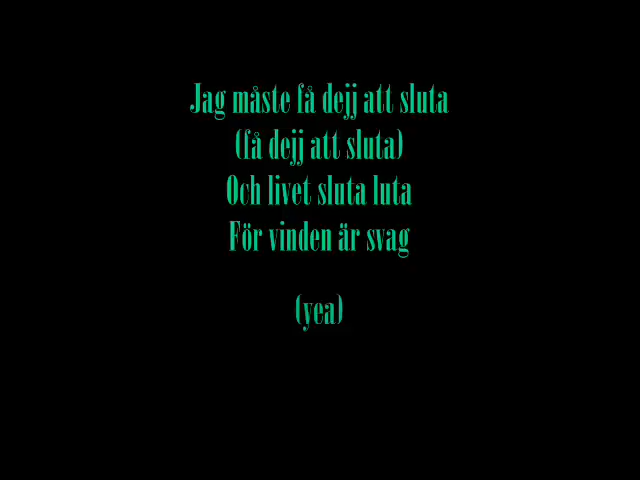 Jag måste få dejj att sluta
(få dejj att sluta)
Och livet sluta luta
För vinden är svag
(yea)